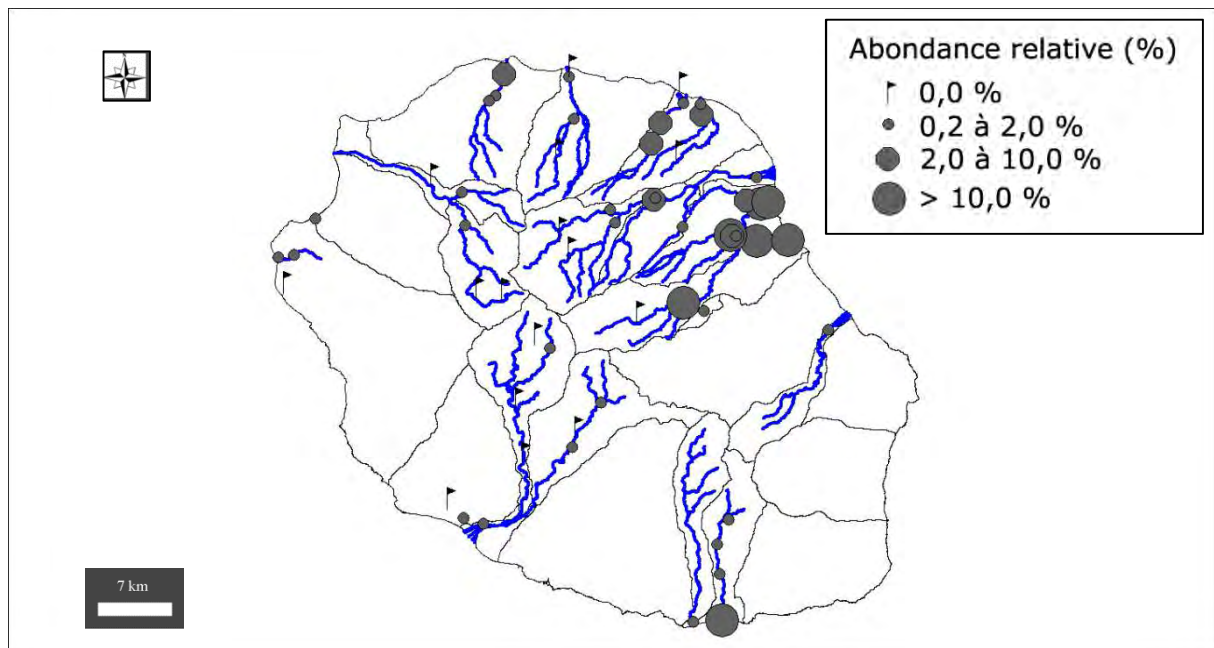 Abondance relative (%)
0,0 %
0,2 à 2,0 %
2,0 à 10,0 %
> 10,0 %
7 km